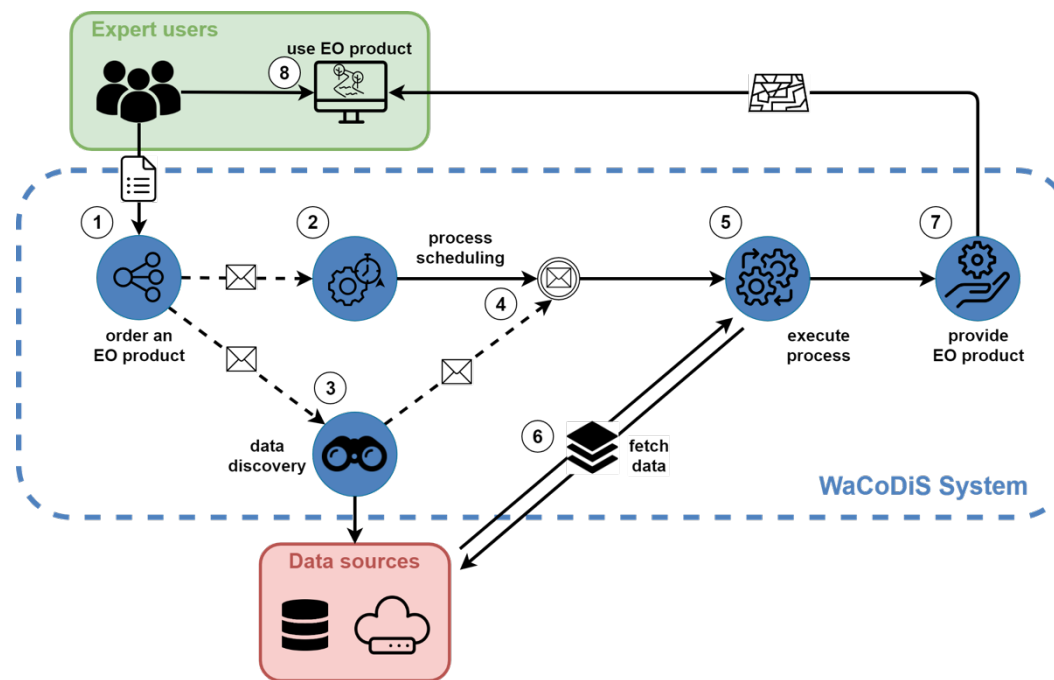 Expert users
use EO product
8
1
2
process
scheduling
5
7
4
order an
EO product
execute
process
provide
EO product
3
data
discovery
6
fetch
data
WaCoDiS System
Data sources